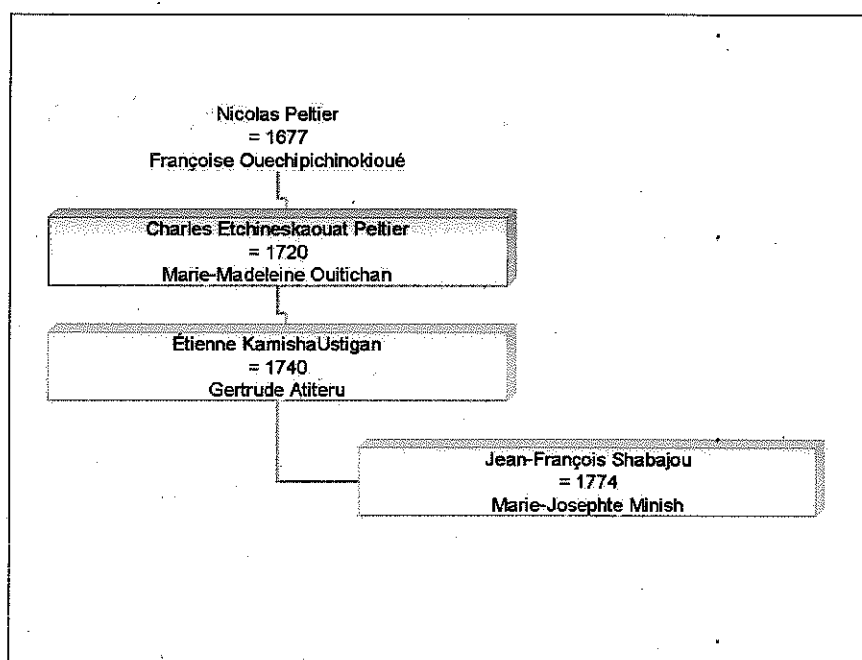 Nicolas Peltier
= 1677
Françoise Ouechipichinokioué
Charles Etchineskaouat Peltier
= 1720
Marie-Madeleine Ouitichan
Étienne KamishaUstigan
= 1740
Gertrude Atiteru
Jean-François Shabajou
= 1774
Marie-Josephte Minish